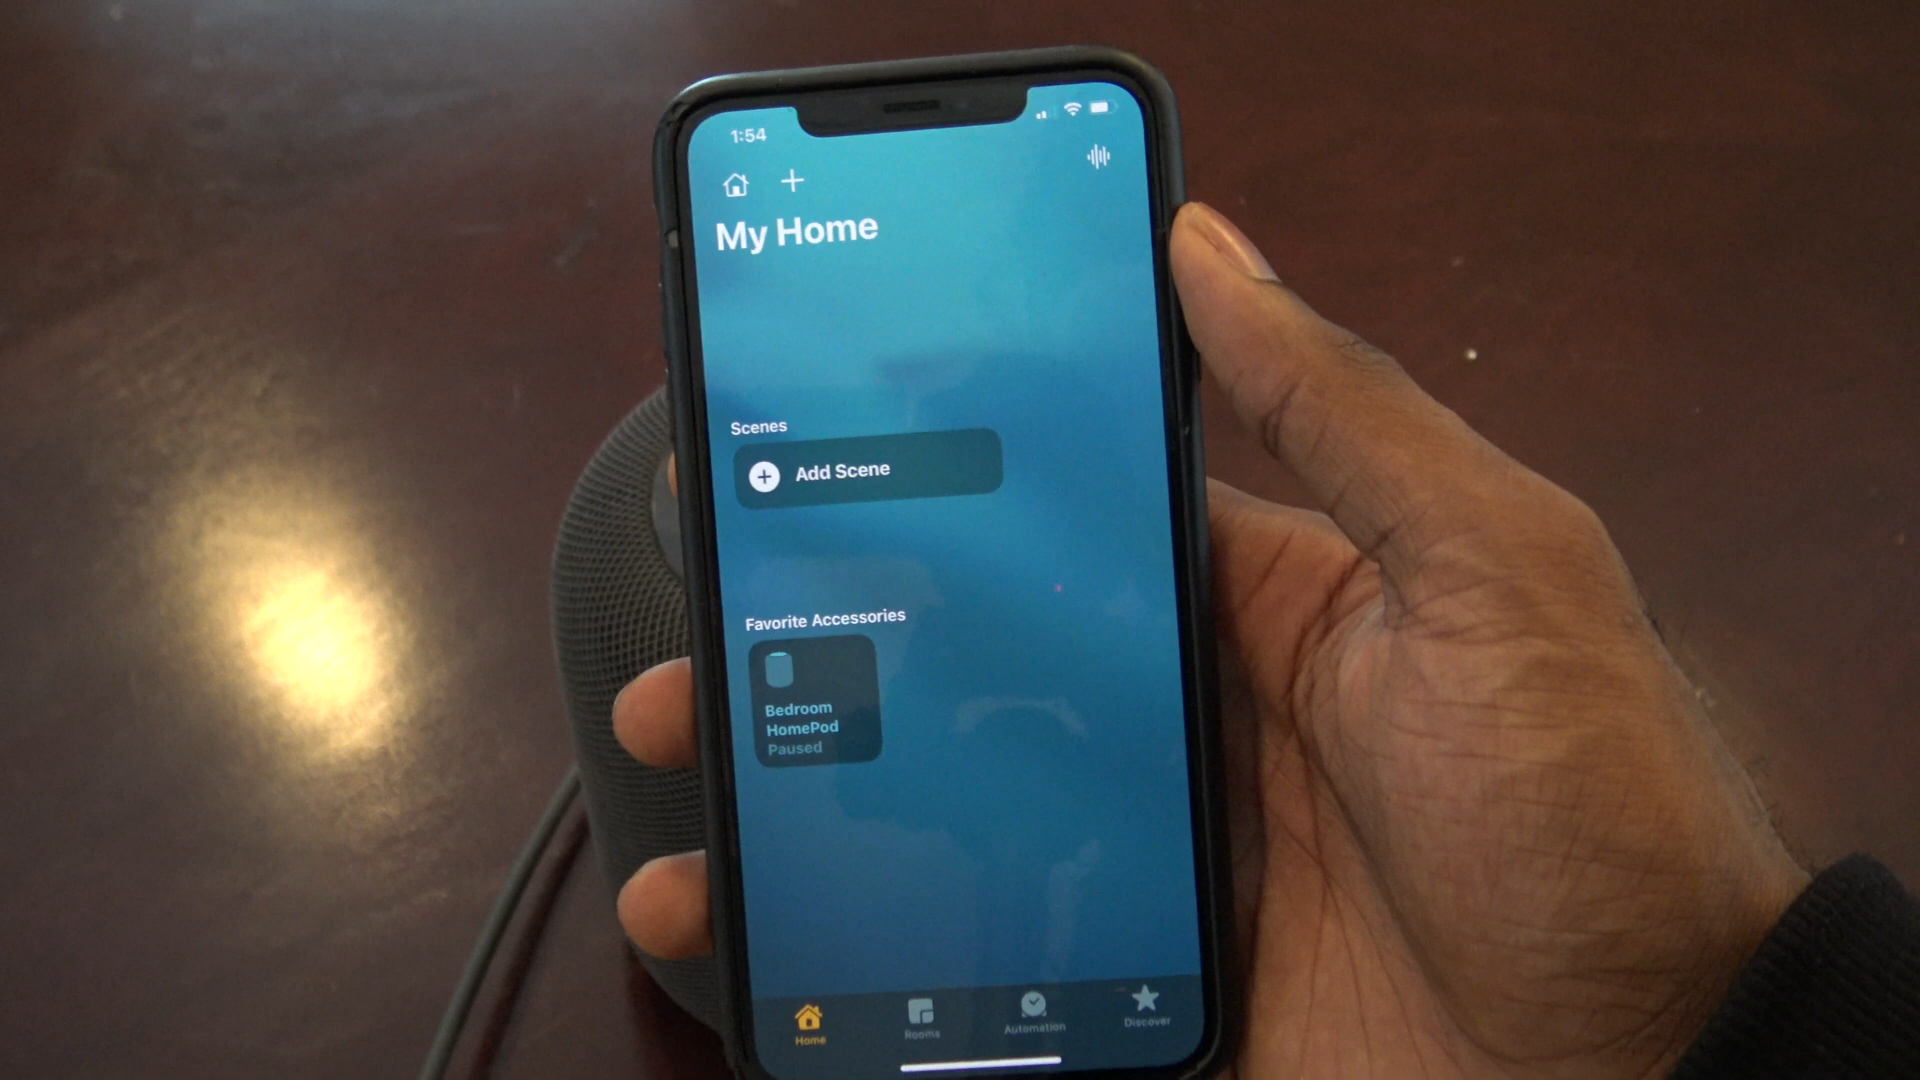 1:54
My Home
Scenes
Add Scene
Favorite Accessories
Bedroom
HomePod
Paused
Home
Rooms
Automation
Discover